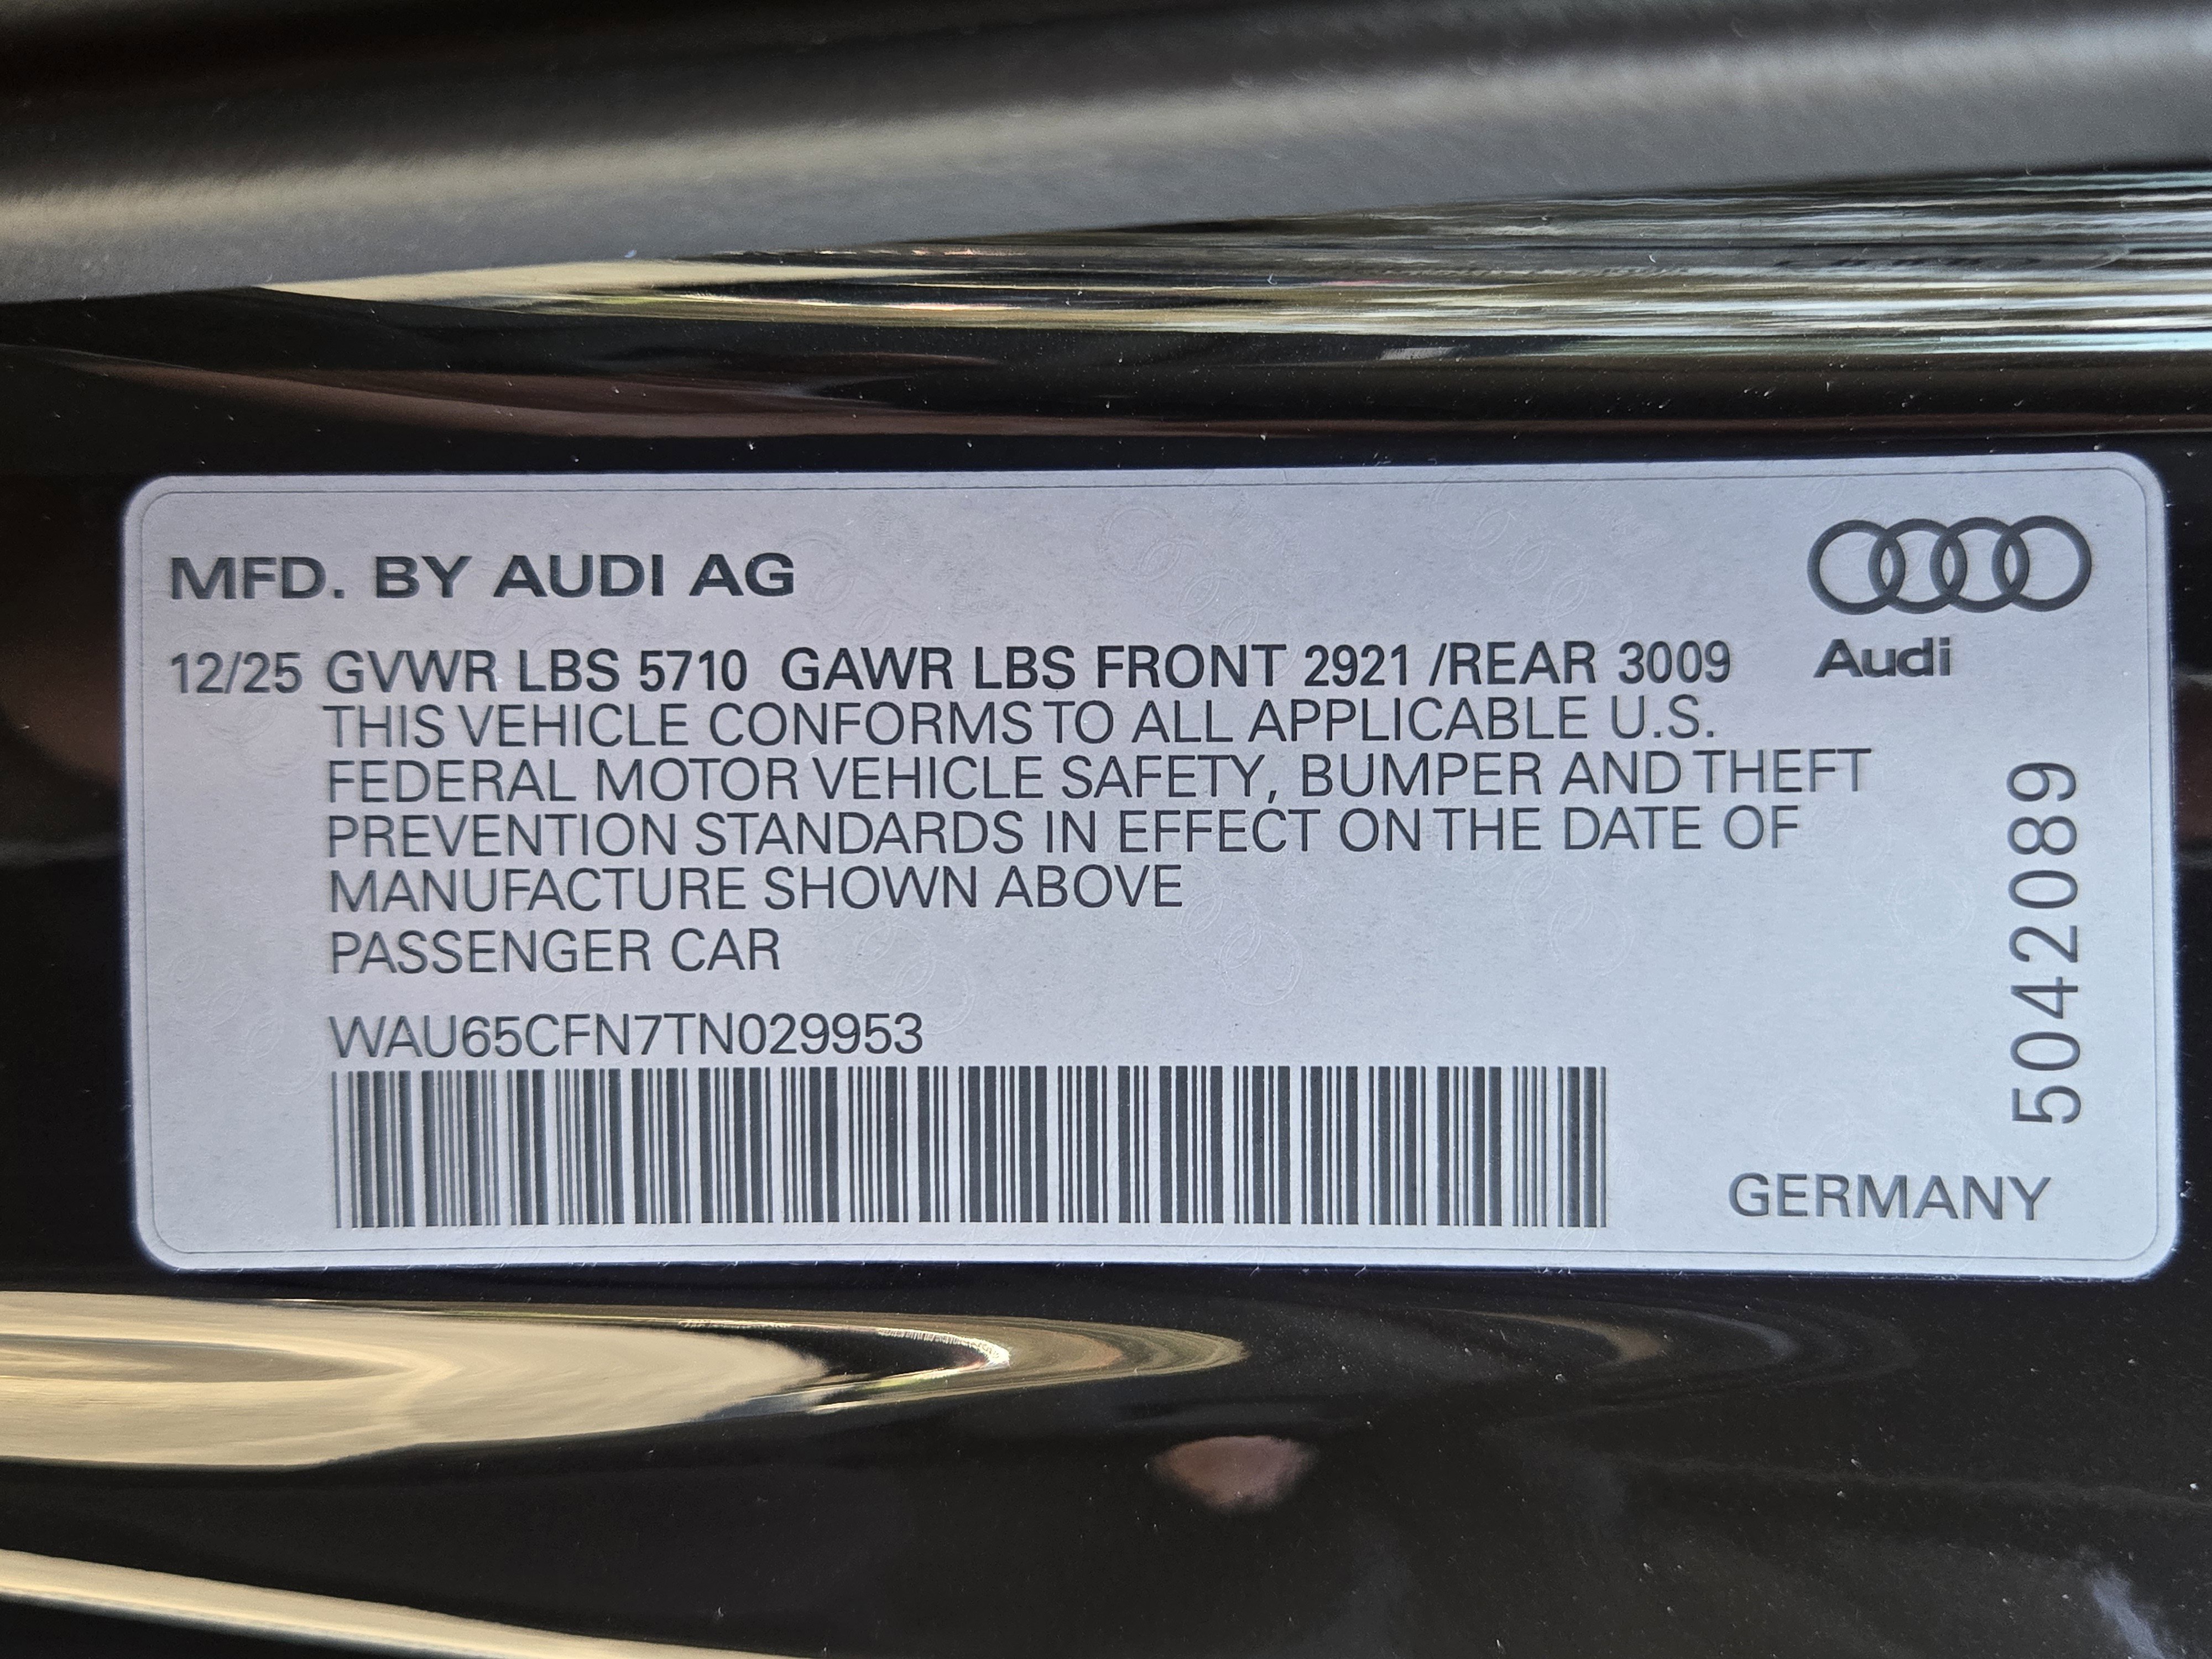 MFD. BY AUDI AG
Audi
12/25 GVWR LBS 5710 GAWR LBS FRONT 2921 /REAR 3009
THIS VEHICLE CONFORMS TO ALL APPLICABLE U.S.
FEDERAL MOTOR VEHICLE SAFETY, BUMPER AND THEFT
PREVENTION STANDARDS IN EFFECT ON THE DATE OF
MANUFACTURE SHOWN ABOVE
PASSENGER CAR
WAU65CFN7TN029953
5042089
GERMANY